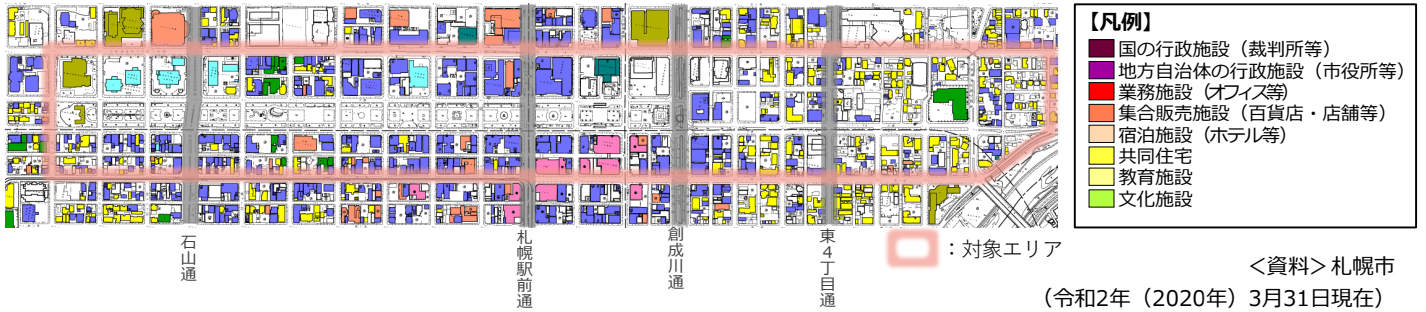 【凡例】
国の行政施設（裁判所等）
地方自治体の行政施設（市役所等）
業務施設（オフィス等）
集合販売施設（百貨店・店舗等）
宿泊施設（ホテル等）
共同住宅
教育施設
文化施設
石山通
札幌駅前通
創成川通
東4丁目通
：対象エリア
＜資料＞札幌市
（令和2年（2020年）3月31日現在）